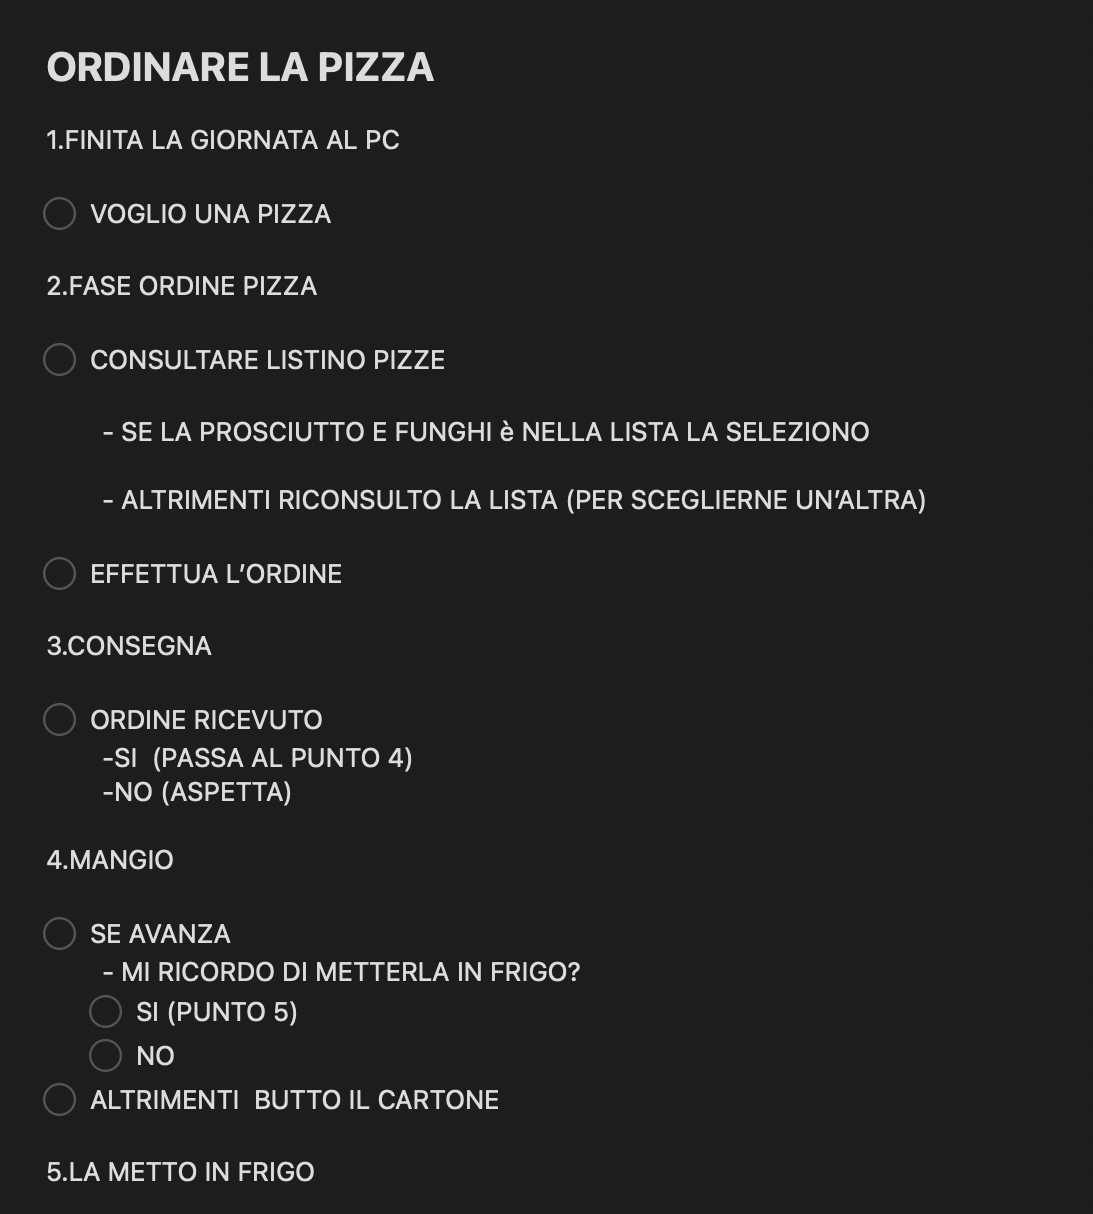 ORDINARE LA PIZZA
1.FINITA LA GIORNATA AL PC
VOGLIO UNA PIZZA
2.FASE ORDINE PIZZA
CONSULTARE LISTINO PIZZE
- SE LA PROSCIUTTO E FUNGHI è NELLA LISTA LA SELEZIONO
- ALTRIMENTI RICONSULTO LA LISTA (PER SCEGLIERNE UN’ALTRA)
EFFETTUA L’ORDINE
3.CONSEGNA
ORDINE RICEVUTO
-SI  (PASSA AL PUNTO 4)
-NO (ASPETTA)
4.MANGIO
SE AVANZA
- MI RICORDO DI METTERLA IN FRIGO?
SI (PUNTO 5)
NO
ALTRIMENTI  BUTTO IL CARTONE
5.LA METTO IN FRIGO